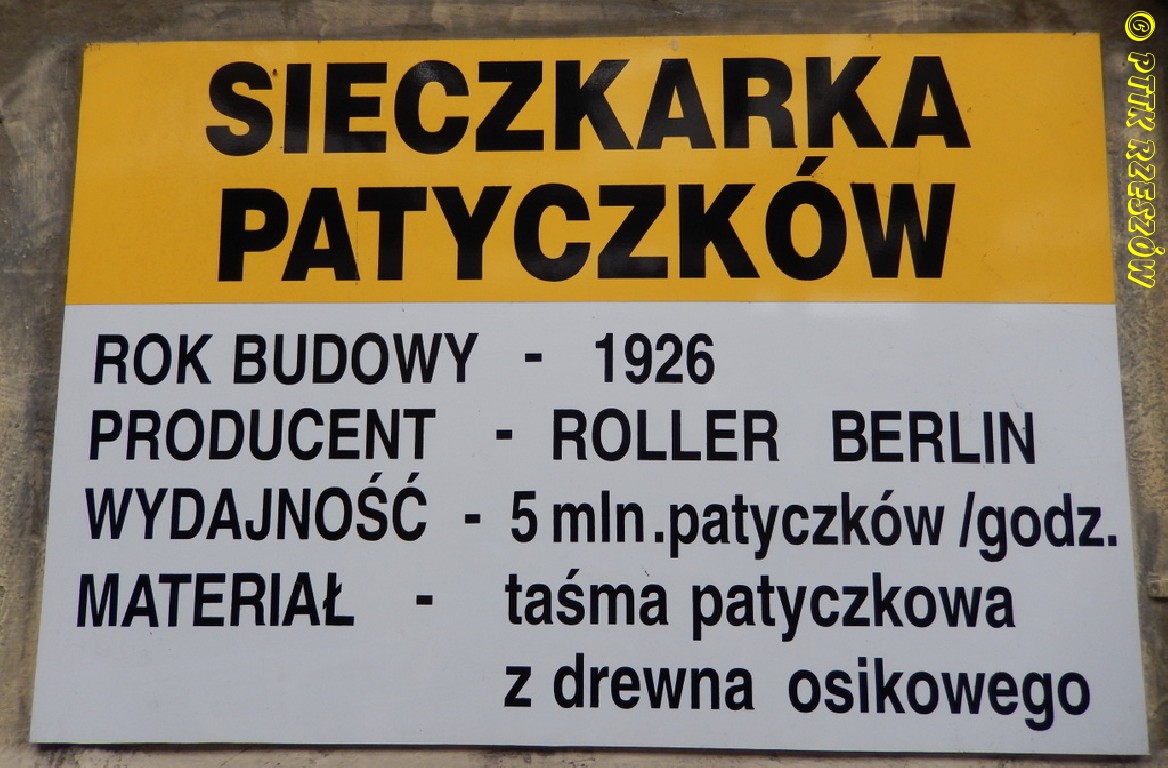 SIECZKARKA
PATYCZKÓW
ROK BUDOWY - 1926
PRODUCENT - ROLLER BERLIN
WYDAJNOŚĆ - 5 mln.patyczków /godz.
MATERIAŁ - taśma patyczkowa
z drewna osikowego
© PTTK RZESZÓW